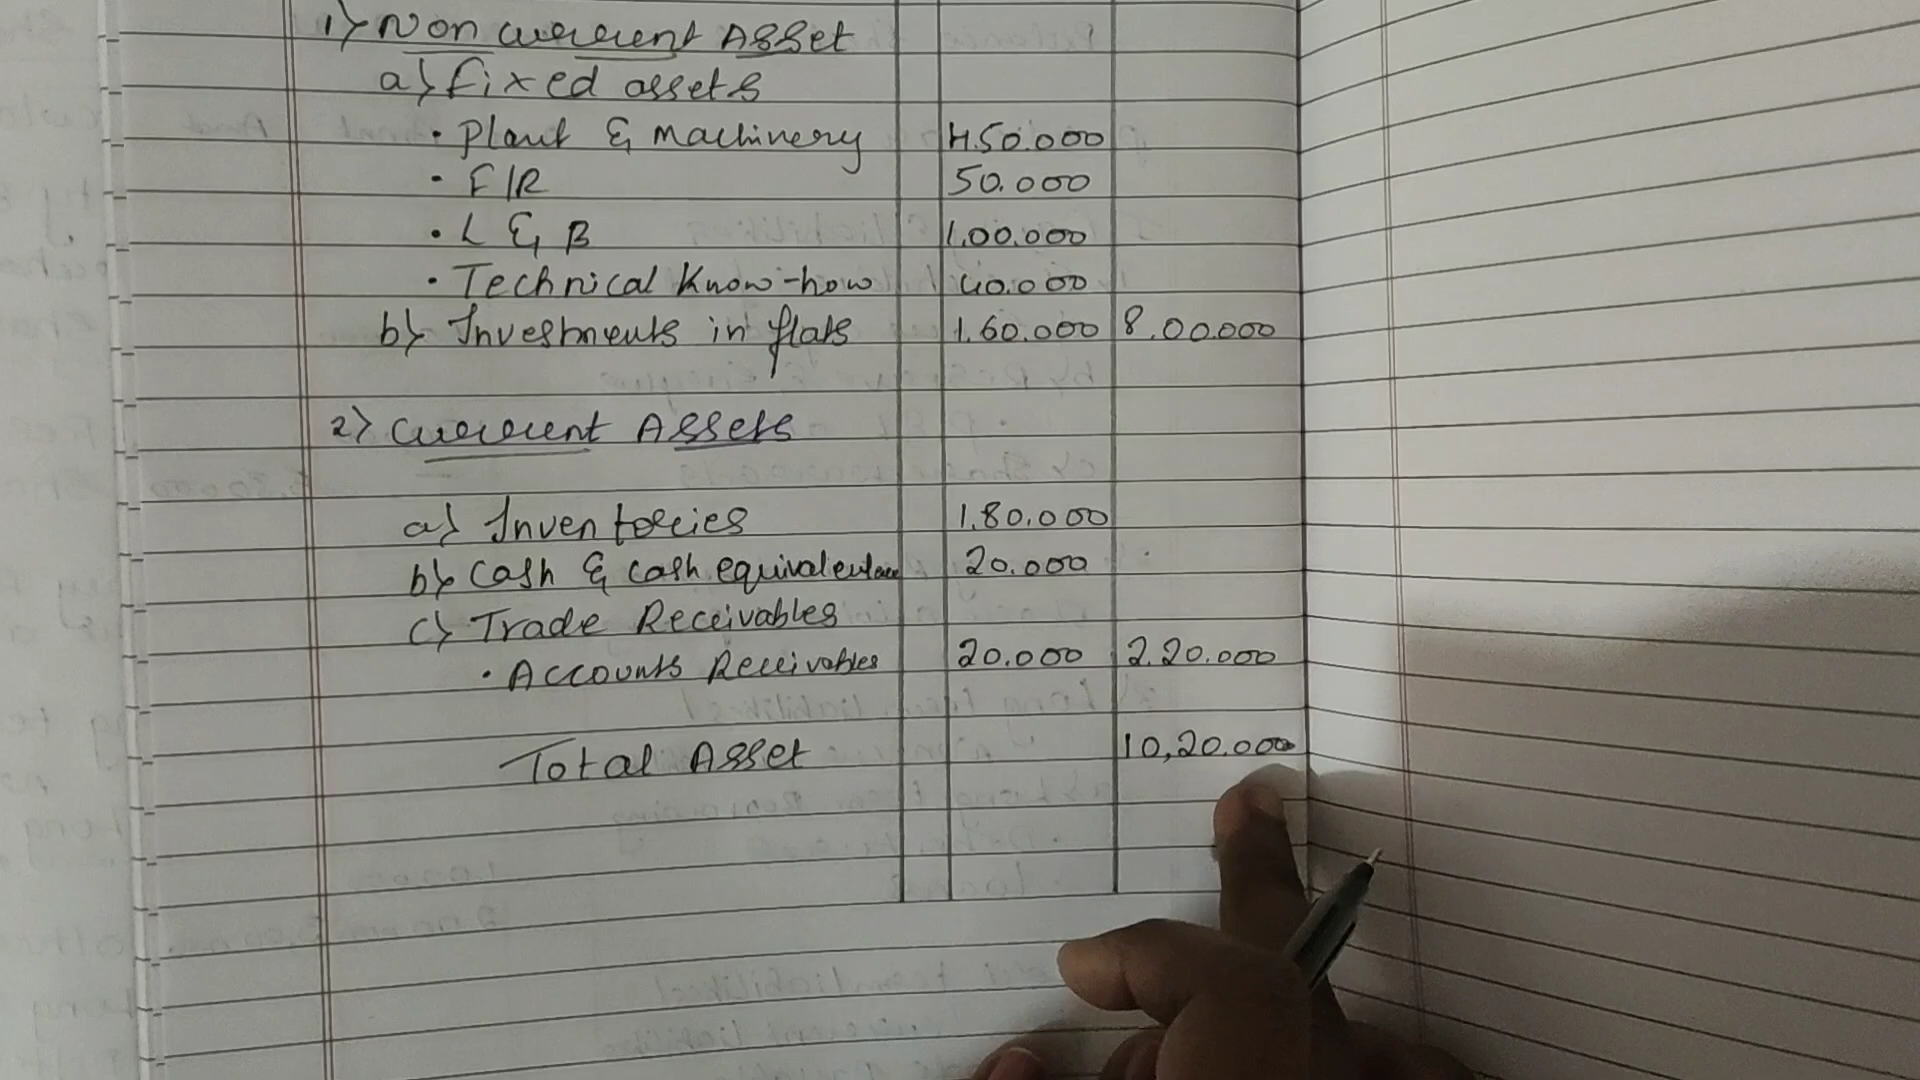 1) Non current Asset
a) Fixed assets
• Plant & Machinery 4.50.000
• F/R 50.000
• L & B 1.00.000
• Technical Know-how 40.000
b) Investments in flats 1.60.000 8.00.000
2) Current Assets
a) Inventories 1.80.000
b) Cash & cash equivalentace 20.000
c) Trade Receivables
• Accounts Receivables 20.000 2.20.000
Total Asset 10,20.000